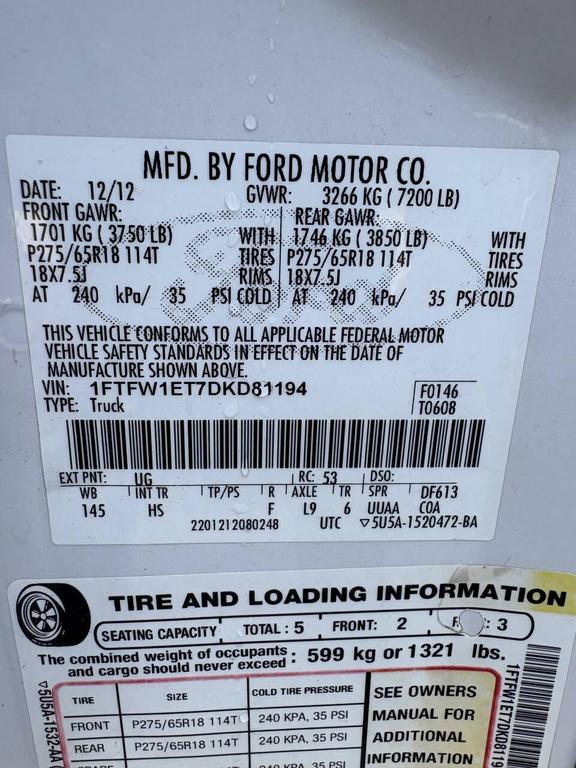 MFD. BY FORD MOTOR CO.
DATE: 12/12 GVWR: 3266 KG ( 7200 LB)
FRONT GAWR: REAR GAWR:
1701 KG ( 3750 LB) WITH 1746 KG ( 3850 LB) WITH
P275/65R18 114T TIRES P275/65R18 114T TIRES
18X7.5J RIMS 18X7.5J RIMS
AT 240 kPa/ 35 PSI COLD AT 240 kPa/ 35 PSI COLD
THIS VEHICLE CONFORMS TO ALL APPLICABLE FEDERAL MOTOR
VEHICLE SAFETY STANDARDS IN EFFECT ON THE DATE OF
MANUFACTURE SHOWN ABOVE.
VIN: 1FTFW1ET7DKD81194 F0146
TYPE: Truck T0608
EXT PNT: UG RC: 53 DSO:
WB INT TR TP/PS R AXLE TR SPR DF613
145 HS F L9 6 UUAA COA
2201212080248 UTC ▽5U5A-1520472-BA
TIRE AND LOADING INFORMATION
SEATING CAPACITY TOTAL : 5 FRONT: 2 : 3
The combined weight of occupants
and cargo should never exceed : 599 kg or 1321 lbs.
TIRE SIZE COLD TIRE PRESSURE SEE OWNERS
FRONT P275/65R18 114T 240 KPA, 35 PSI MANUAL FOR
REAR P275/65R18 114T 240 KPA, 35 PSI ADDITIONAL
240 KPA, 35 PSI INFORMATION
▽5U5A-1532-AA
1FTFW1ET7DKD8119